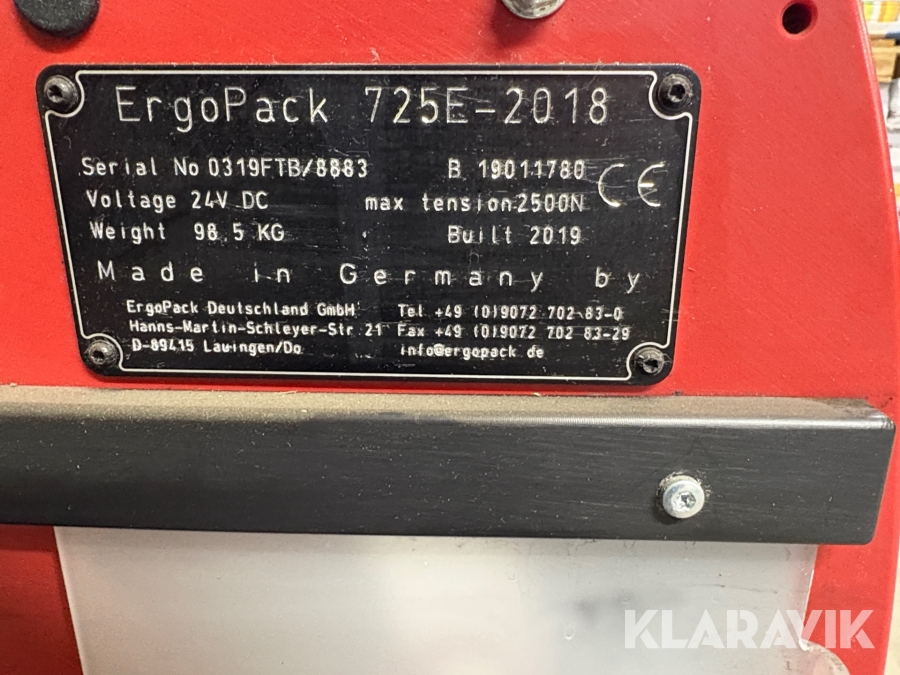 ErgoPack 725E-2018
Serial No 0319FTB/8883 B 19011780 CE
Voltage 24V DC max tension 2500N
Weight 98.5 KG Built 2019
Made in Germany by
ErgoPack Deutschland GmbH Tel +49 (0)9072 702 83-0
Hanns-Martin-Schleyer-Str 21 Fax +49 (0)9072 702 83-29
D-89415 Lauingen/Do info@ergopack.de
KLARAVIK